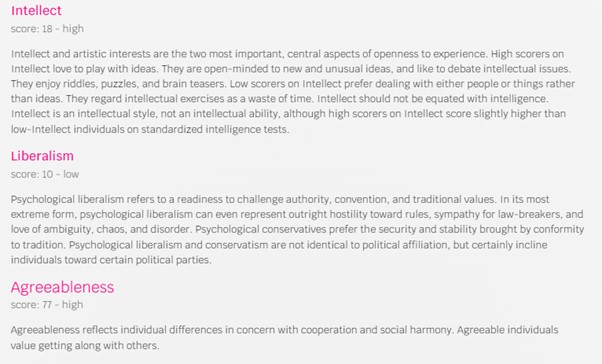 Intellect
score: 18 - high
Intellect and artistic interests are the two most important, central aspects of openness to experience. High scorers on
Intellect love to play with ideas. They are open-minded to new and unusual ideas, and like to debate intellectual issues.
They enjoy riddles, puzzles, and brain teasers. Low scorers on Intellect prefer dealing with either people or things rather
than ideas. They regard intellectual exercises as a waste of time. Intellect should not be equated with intelligence.
Intellect is an intellectual style, not an intellectual ability, although high scorers on Intellect score slightly higher than
low-Intellect individuals on standardized intelligence tests.
Liberalism
score: 10 - low
Psychological liberalism refers to a readiness to challenge authority, convention, and traditional values. In its most
extreme form, psychological liberalism can even represent outright hostility toward rules, sympathy for law-breakers, and
love of ambiguity, chaos, and disorder. Psychological conservatives prefer the security and stability brought by conformity
to tradition. Psychological liberalism and conservatism are not identical to political affiliation, but certainly incline
individuals toward certain political parties.
Agreeableness
score: 77 - high
Agreeableness reflects individual differences in concern with cooperation and social harmony. Agreeable individuals
value getting along with others.